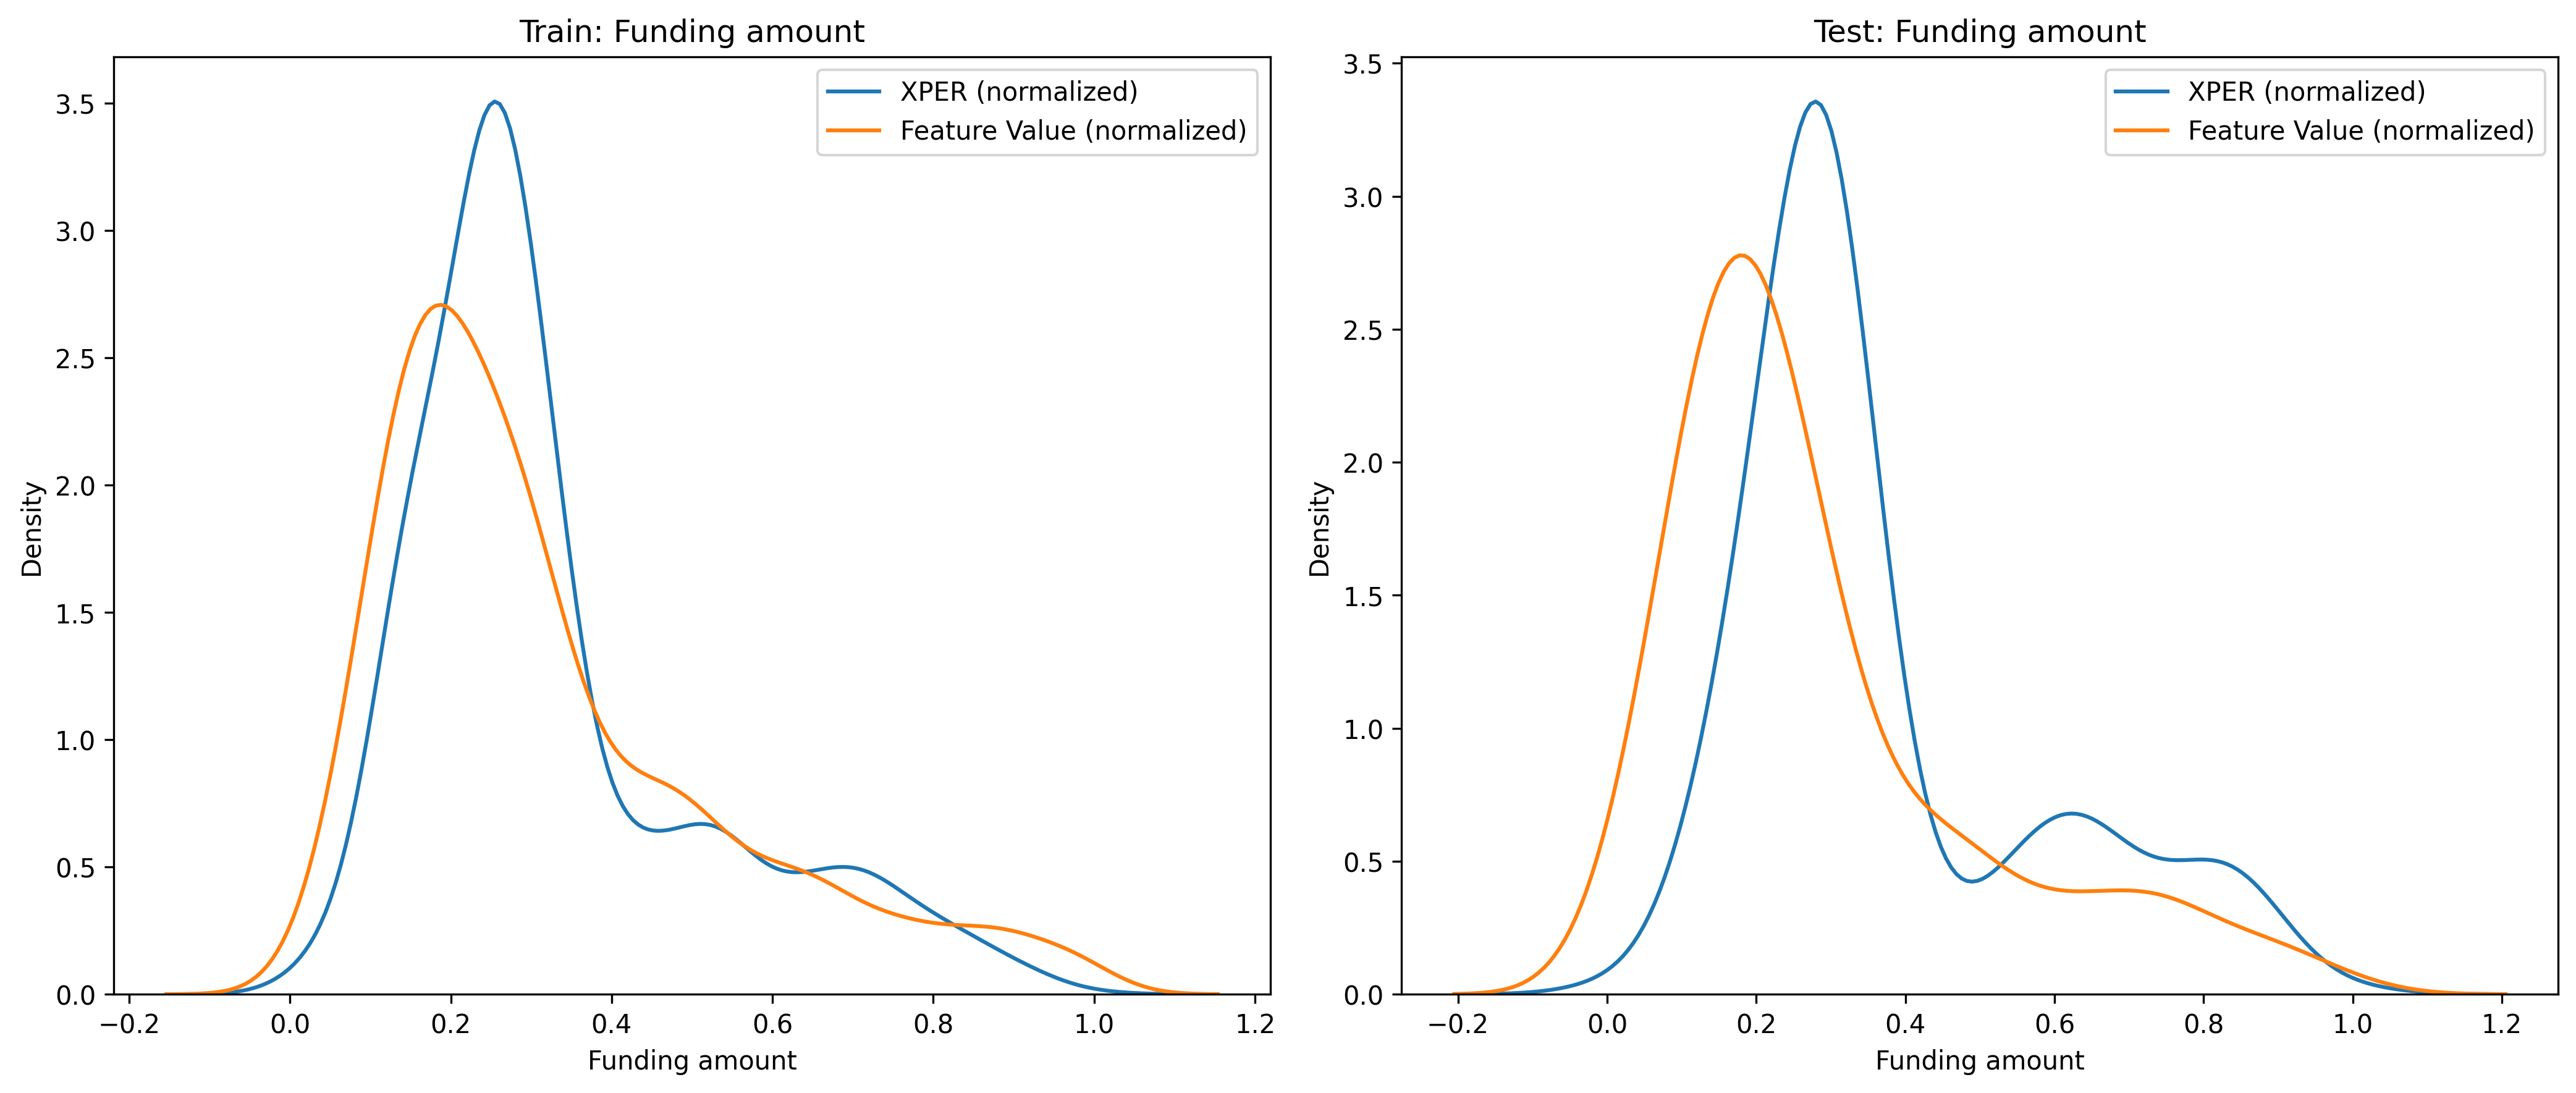 Train: Funding amount
XPER (normalized)
Feature Value (normalized)
Density
3.5
3.0
2.5
2.0
1.5
1.0
0.5
0.0
−0.2 0.0 0.2 0.4 0.6 0.8 1.0 1.2
Funding amount
Test: Funding amount
XPER (normalized)
Feature Value (normalized)
Density
3.5
3.0
2.5
2.0
1.5
1.0
0.5
0.0
−0.2 0.0 0.2 0.4 0.6 0.8 1.0 1.2
Funding amount